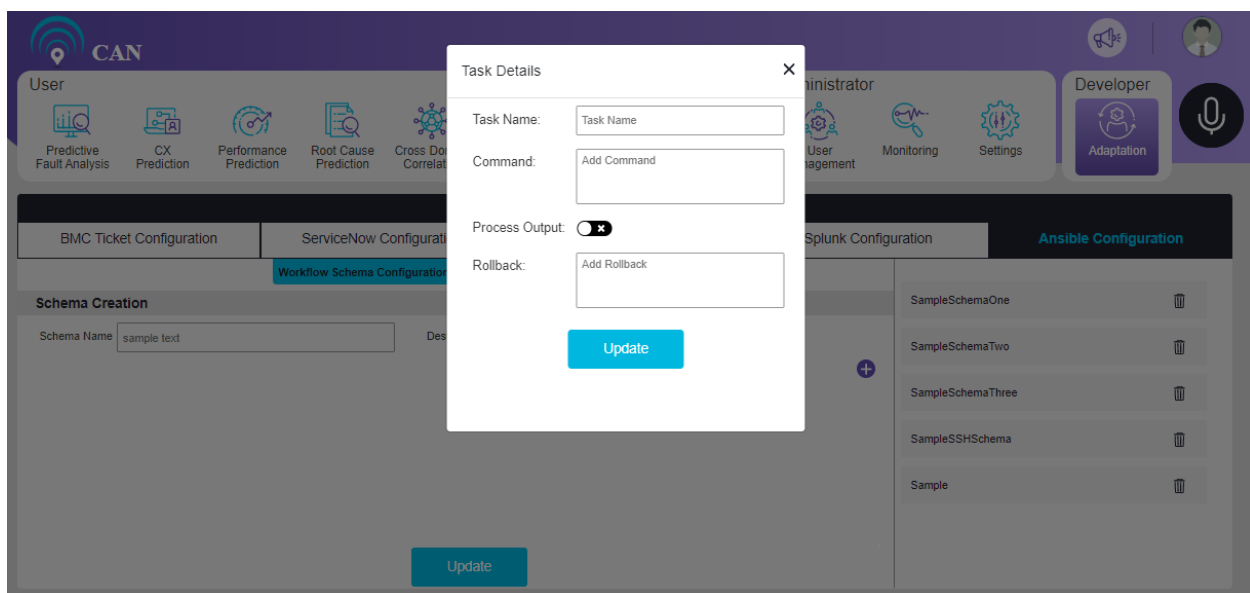 CAN
User
Predictive
Fault Analysis
CX
Prediction
Performance
Prediction
Root Cause
Prediction
Cross Do
Correlat
ninistrator
User
nagement
Monitoring
Settings
Developer
Adaptation
Task Details
Task Name:
Task Name
Command:
Add Command
Process Output:
Rollback:
Add Rollback
Update
BMC Ticket Configuration
ServiceNow Configurati
Splunk Configuration
Ansible Configuration
Workflow Schema Configuration
Schema Creation
Schema Name
sample text
Des
SampleSchemaOne
SampleSchemaTwo
SampleSchemaThree
SampleSSHSchema
Sample
Update